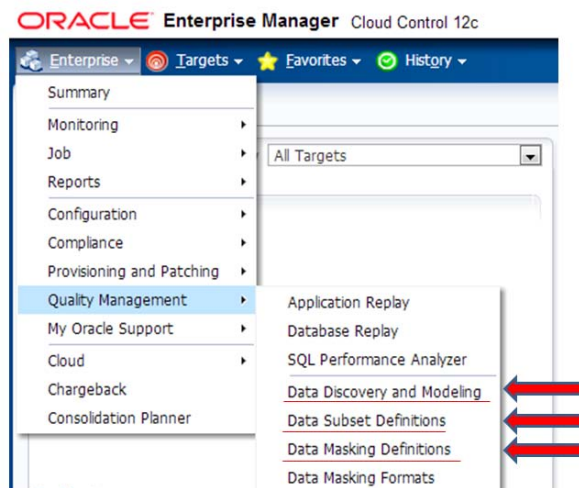 ORACLE Enterprise Manager Cloud Control 12c
Enterprise Targets Favorites History
Summary
Monitoring
Job
All Targets
Reports
Configuration
Compliance
Provisioning and Patching
Quality Management
Application Replay
My Oracle Support
Database Replay
Cloud
SQL Performance Analyzer
Chargeback
Data Discovery and Modeling
Consolidation Planner
Data Subset Definitions
Data Masking Definitions
Data Masking Formats